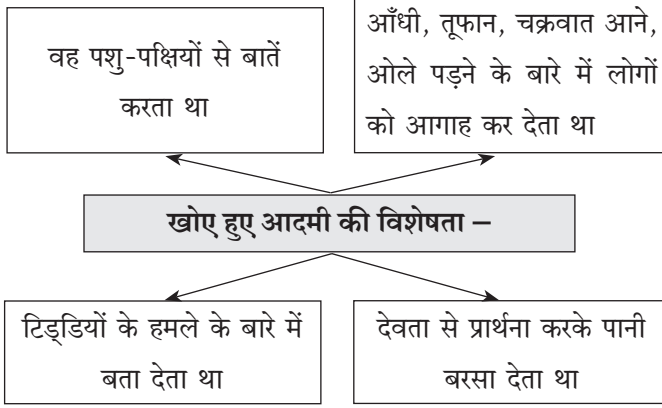 वह पशु-पक्षियों से बातें
करता था
आँधी, तूफान, चक्रवात आने,
ओले पड़ने के बारे में लोगों
को आगाह कर देता था
खोए हुए आदमी की विशेषता –
टिड्डियों के हमले के बारे में
बता देता था
देवता से प्रार्थना करके पानी
बरसा देता था